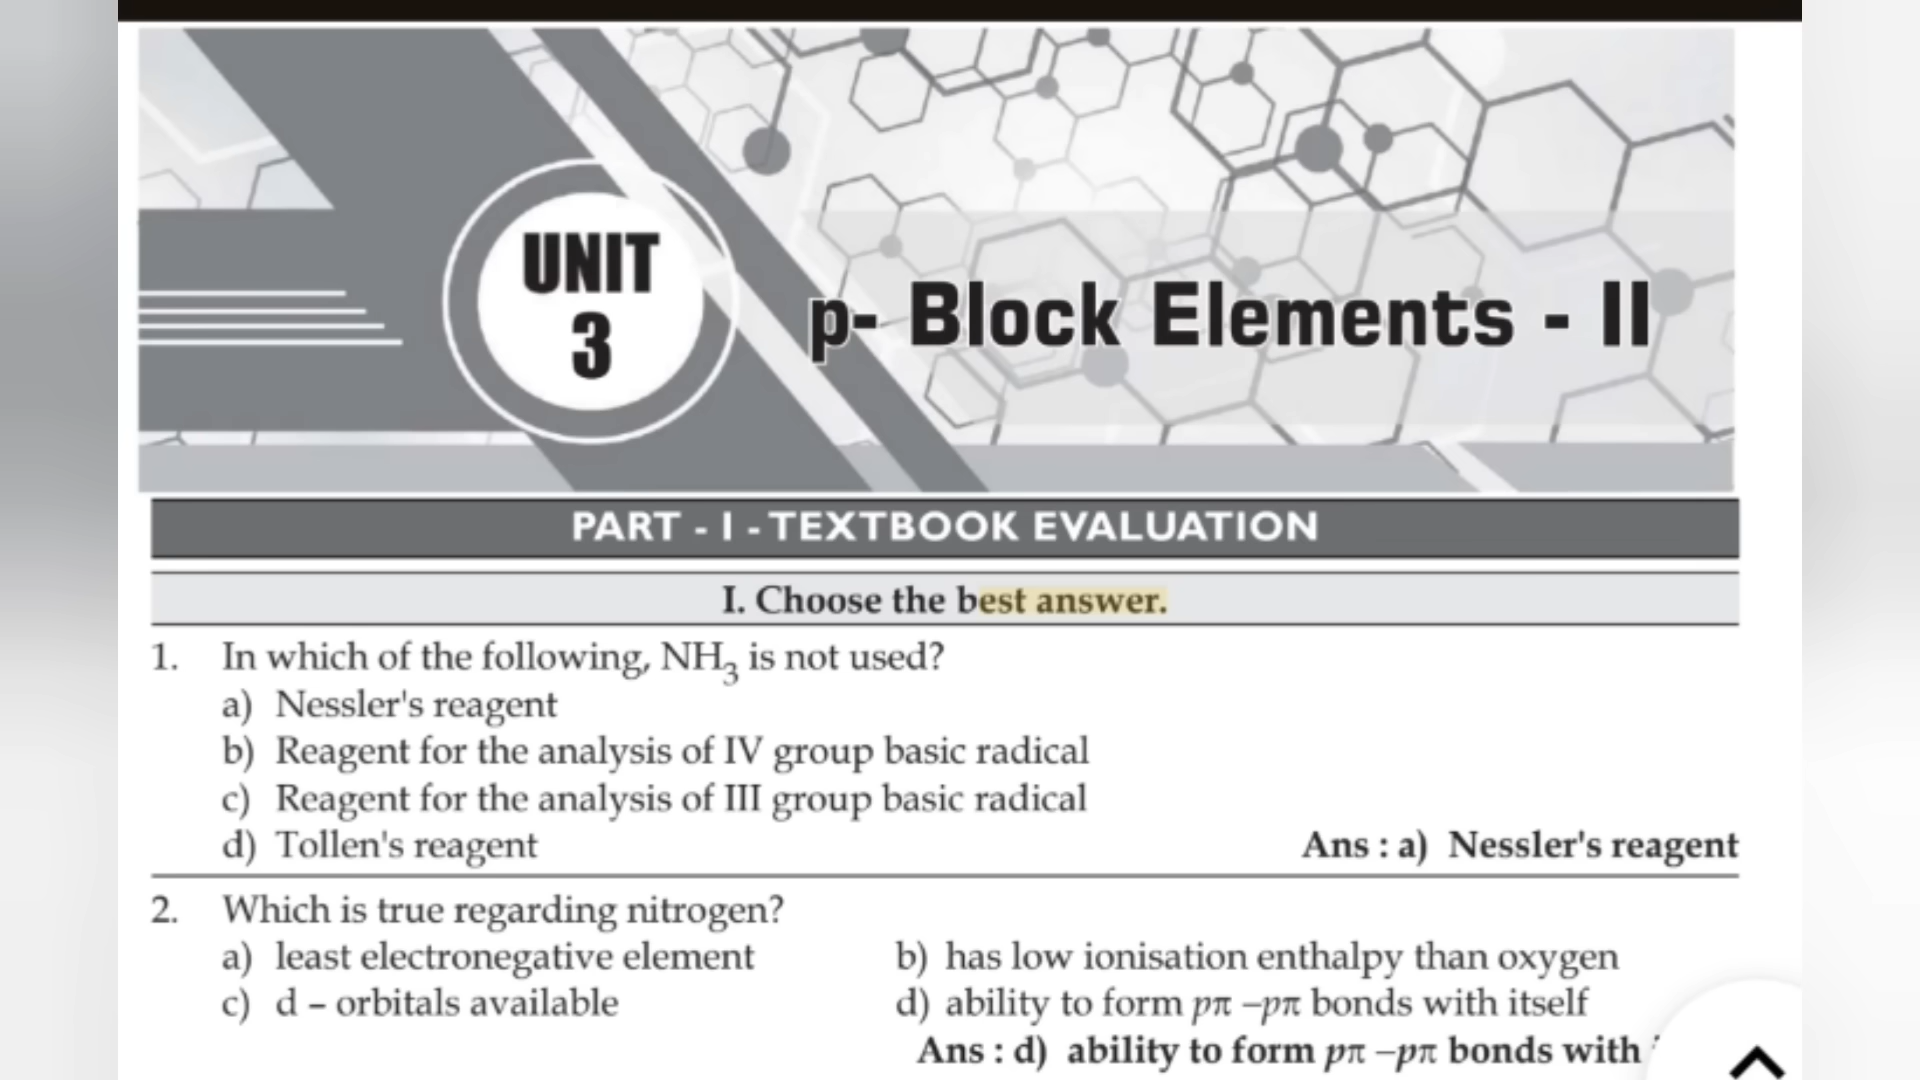 UNIT
3
p- Block Elements - II
PART - I - TEXTBOOK EVALUATION
I. Choose the best answer.
1. In which of the following, NH₃ is not used?
a) Nessler's reagent
b) Reagent for the analysis of IV group basic radical
c) Reagent for the analysis of III group basic radical
d) Tollen's reagent Ans : a) Nessler's reagent
2. Which is true regarding nitrogen?
a) least electronegative element b) has low ionisation enthalpy than oxygen
c) d – orbitals available d) ability to form pπ –pπ bonds with itself
Ans : d) ability to form pπ –pπ bonds with